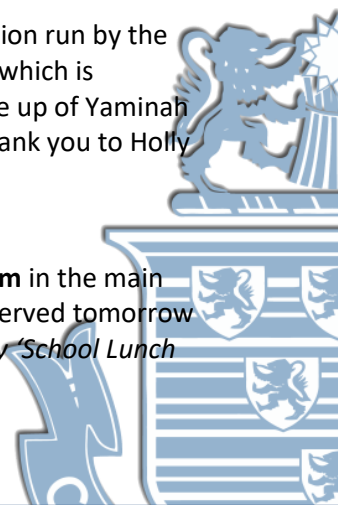 ion run by the
which is
e up of Yaminah
ank you to Holly
m in the main
erved tomorrow
y ‘School Lunch
C